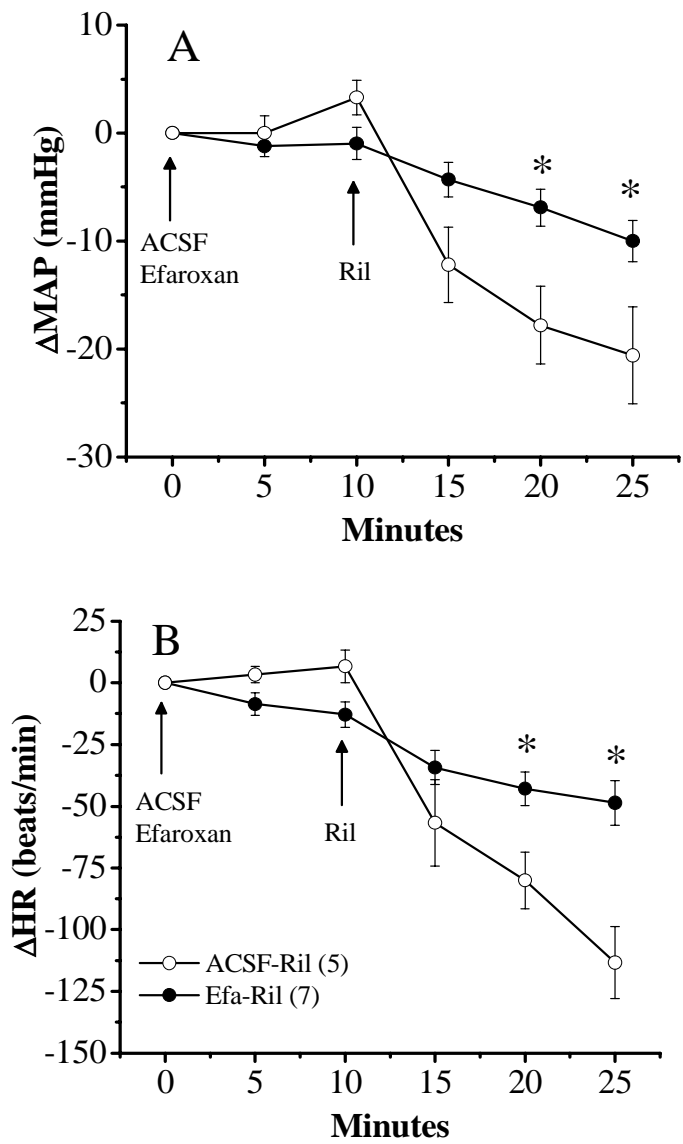 A
10
0
-10
-20
-30
ΔMAP (mmHg)
ACSF
Efaroxan
Ril
*
*
0 5 10 15 20 25
Minutes
B
25
0
-25
-50
-75
-100
-125
-150
ΔHR (beats/min)
ACSF
Efaroxan
Ril
*
*
ACSF-Ril (5)
Efa-Ril (7)
0 5 10 15 20 25
Minutes